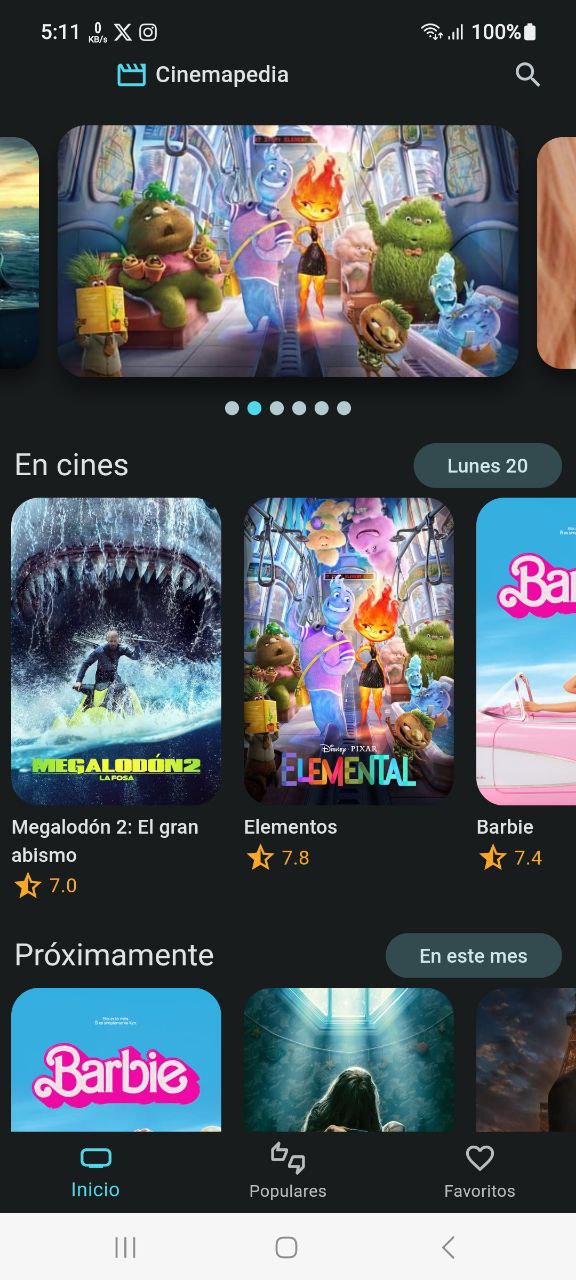 5:11
0
KB/s
100%
Cinemapedia
En cines
Lunes 20
MEGALODÓN2
LA FOSA
Disney · PIXAR
ELEMENTAL
Bar
Megalodón 2: El gran
abismo
7.0
Elementos
7.8
Barbie
7.4
Próximamente
En este mes
Barbie
Inicio
Populares
Favoritos